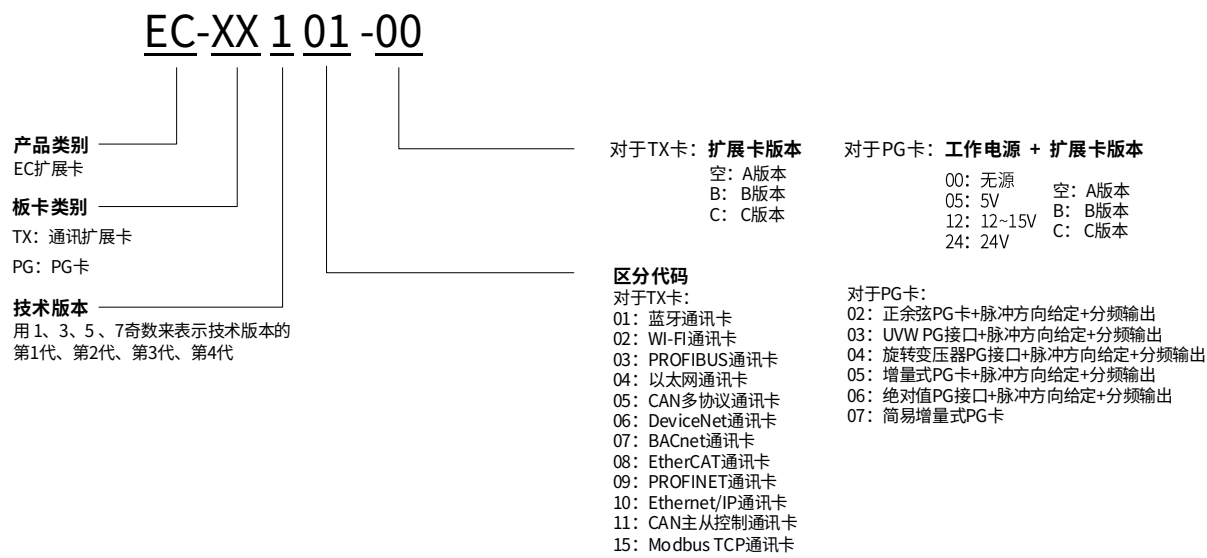 EC-XX 1 01 -00
产品类别
EC扩展卡
板卡类别
TX：通讯扩展卡
PG：PG卡
技术版本
用 1、3、5 、7奇数来表示技术版本的
第1代、第2代、第3代、第4代
对于TX卡：扩展卡版本
空：A版本
B：B版本
C：C版本
对于PG卡：工作电源 + 扩展卡版本
00：无源
05：5V
12：12~15V
24：24V
空：A版本
B：B版本
C：C版本
区分代码
对于TX卡：
01：蓝牙通讯卡
02：WI-FI通讯卡
03：PROFIBUS通讯卡
04：以太网通讯卡
05：CAN多协议通讯卡
06：DeviceNet通讯卡
07：BACnet通讯卡
08：EtherCAT通讯卡
09：PROFINET通讯卡
10：Ethernet/IP通讯卡
11：CAN主从控制通讯卡
15：Modbus TCP通讯卡
对于PG卡：
02：正余弦PG卡+脉冲方向给定+分频输出
03：UVW PG接口+脉冲方向给定+分频输出
04：旋转变压器PG接口+脉冲方向给定+分频输出
05：增量式PG卡+脉冲方向给定+分频输出
06：绝对值PG接口+脉冲方向给定+分频输出
07：简易增量式PG卡